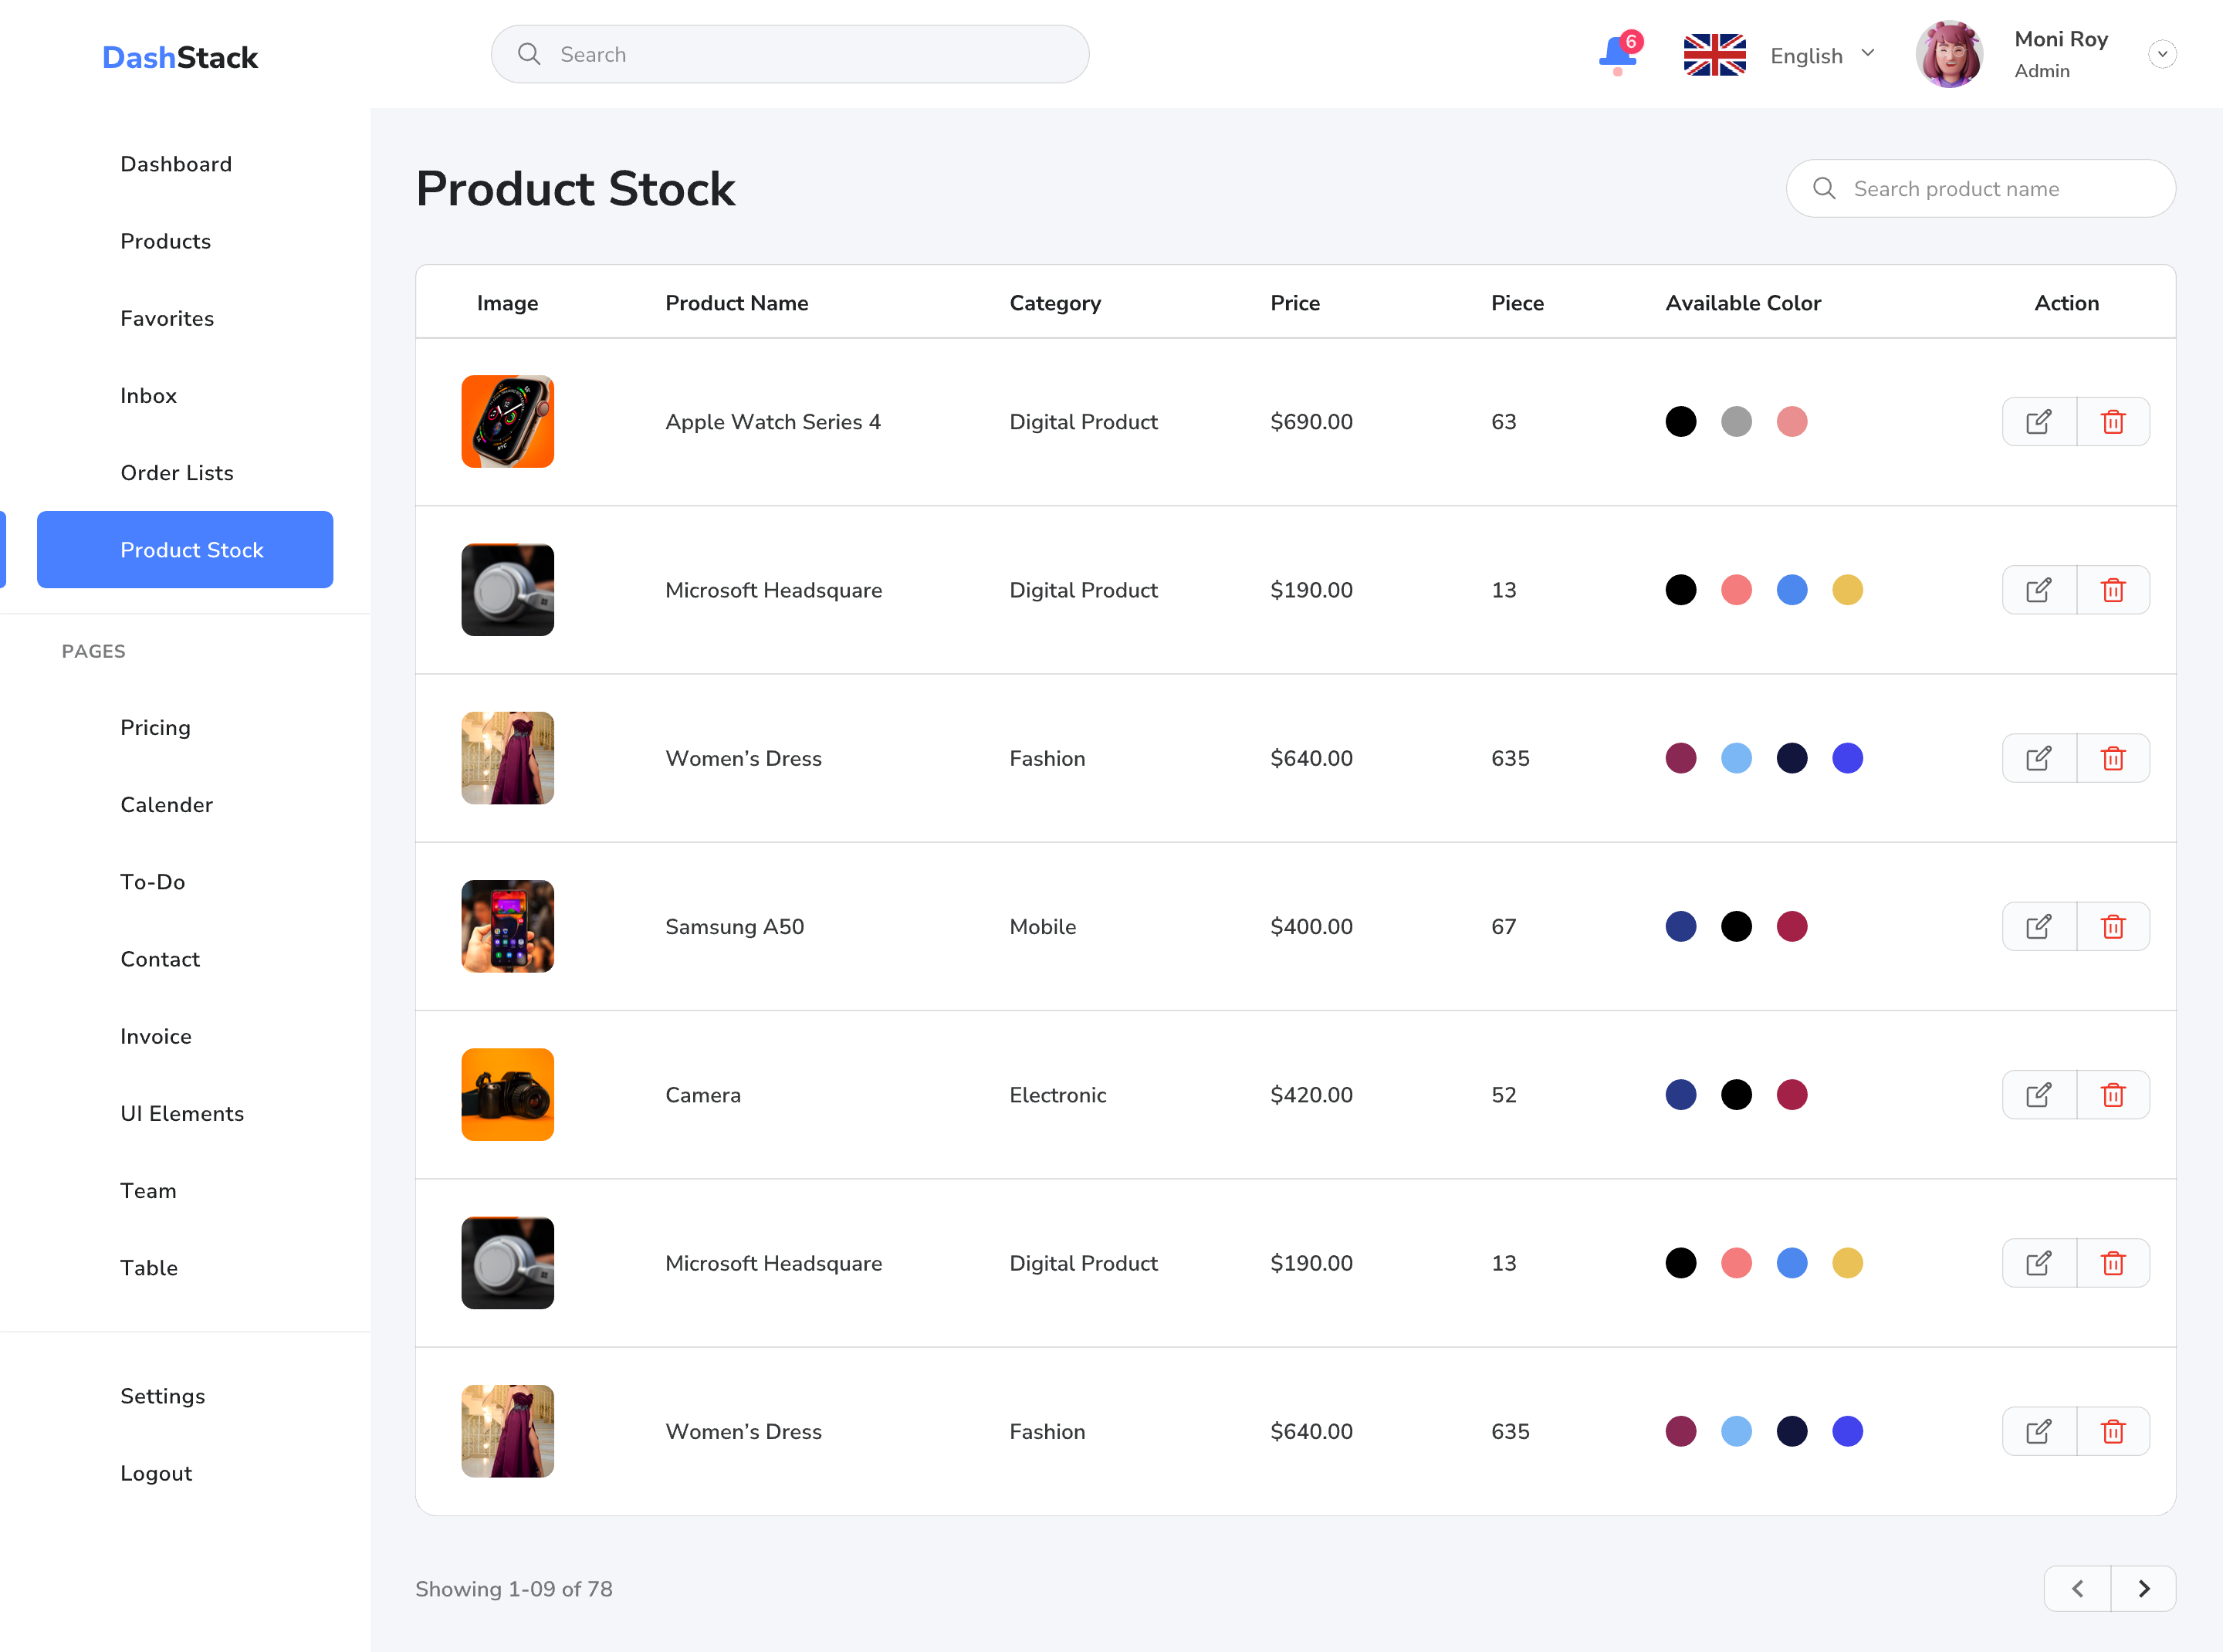 DashStack
Search
6
English
Moni Roy
Admin
Dashboard
Products
Favorites
Inbox
Order Lists
Product Stock
PAGES
Pricing
Calender
To-Do
Contact
Invoice
UI Elements
Team
Table
Settings
Logout
Product Stock
Search product name
Image Product Name Category Price Piece Available Color Action
Apple Watch Series 4 Digital Product $690.00 63
Microsoft Headsquare Digital Product $190.00 13
Women’s Dress Fashion $640.00 635
Samsung A50 Mobile $400.00 67
Camera Electronic $420.00 52
Microsoft Headsquare Digital Product $190.00 13
Women’s Dress Fashion $640.00 635
Showing 1-09 of 78